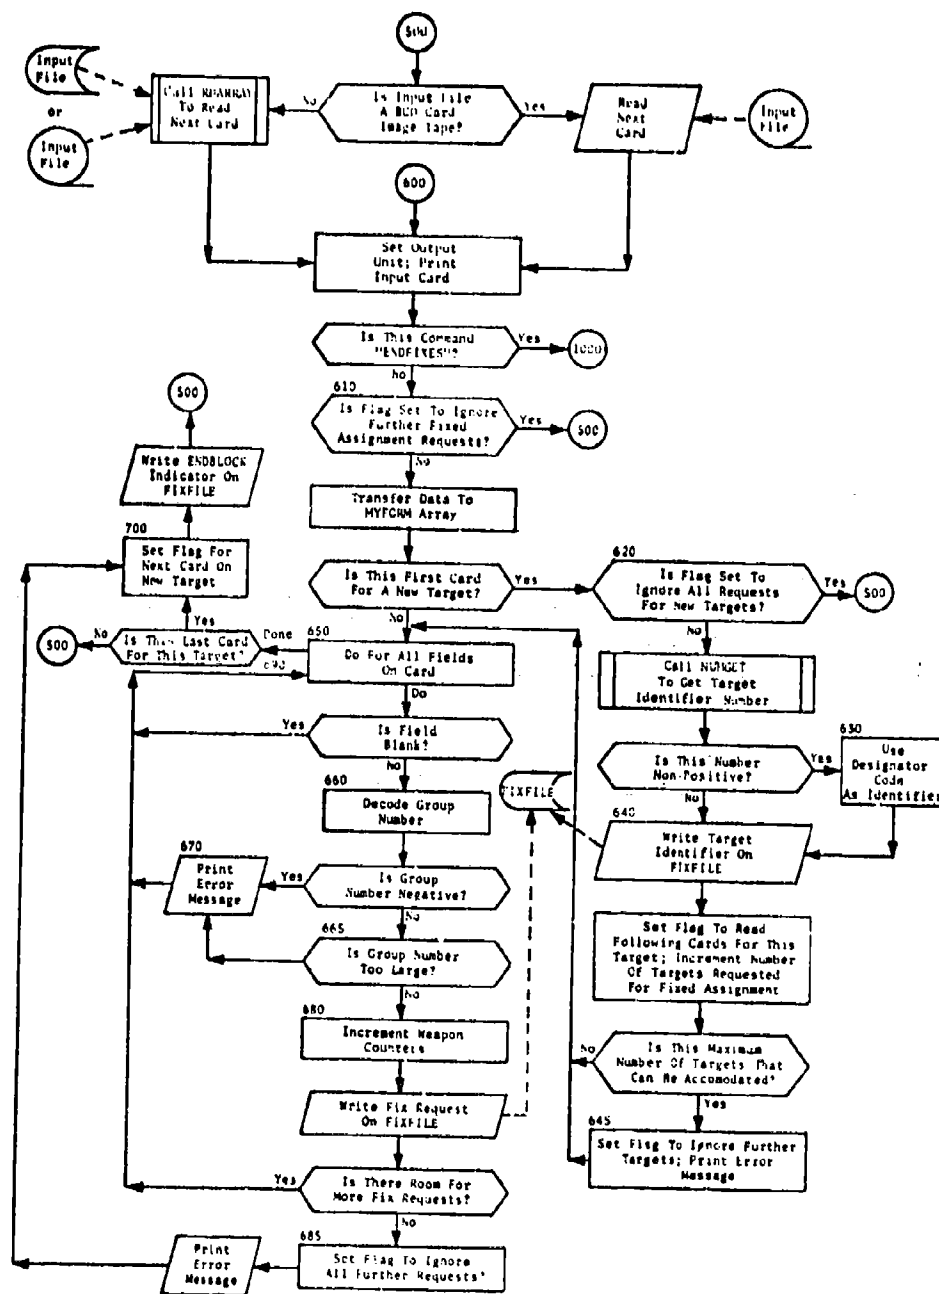 500
Input
File
or
Input
File
Call RDARRAY
To Read
Next Card
No
Is Input File
A BCD Card
Image Tape?
Yes
Read
Next
Card
Input
File
600
Set Output
Unit; Print
Input Card
Is This Command
"ENDFIXES"?
Yes
1000
No
610
Is Flag Set To Ignore
Further Fixed
Assignment Requests?
Yes
500
No
500
Write ENDBLOCK
Indicator On
FIXFILE
Transfer Data To
MYFORM Array
700
Set Flag For
Next Card On
New Target
Is This First Card
For A New Target?
Yes
620
Is Flag Set To
Ignore All Requests
For New Targets?
Yes
500
No
Yes
500
No
Is This Last Card
For This Target?
Done
690
650
Do For All Fields
On Card
Do
No
Call NUMGET
To Get Target
Identifier Number
Yes
Is Field
Blank?
No
Is This Number
Non-Positive?
Yes
630
Use
Designator
Code
As Identifier
No
FIXFILE
660
Decode Group
Number
640
Write Target
Identifier On
FIXFILE
670
Print
Error
Message
Yes
Is Group
Number Negative?
No
665
Is Group Number
Too Large?
No
Set Flag To Read
Following Cards For This
Target; Increment Number
Of Targets Requested
For Fixed Assignment
680
Increment Weapon
Counters
No
Is This Maximum
Number Of Targets That
Can Be Accomodated?
Yes
Write Fix Request
On FIXFILE
645
Set Flag To Ignore Further
Targets; Print Error
Message
Yes
Is There Room For
More Fix Requests?
No
Print
Error
Message
685
Set Flag To Ignore
All Further Requests'